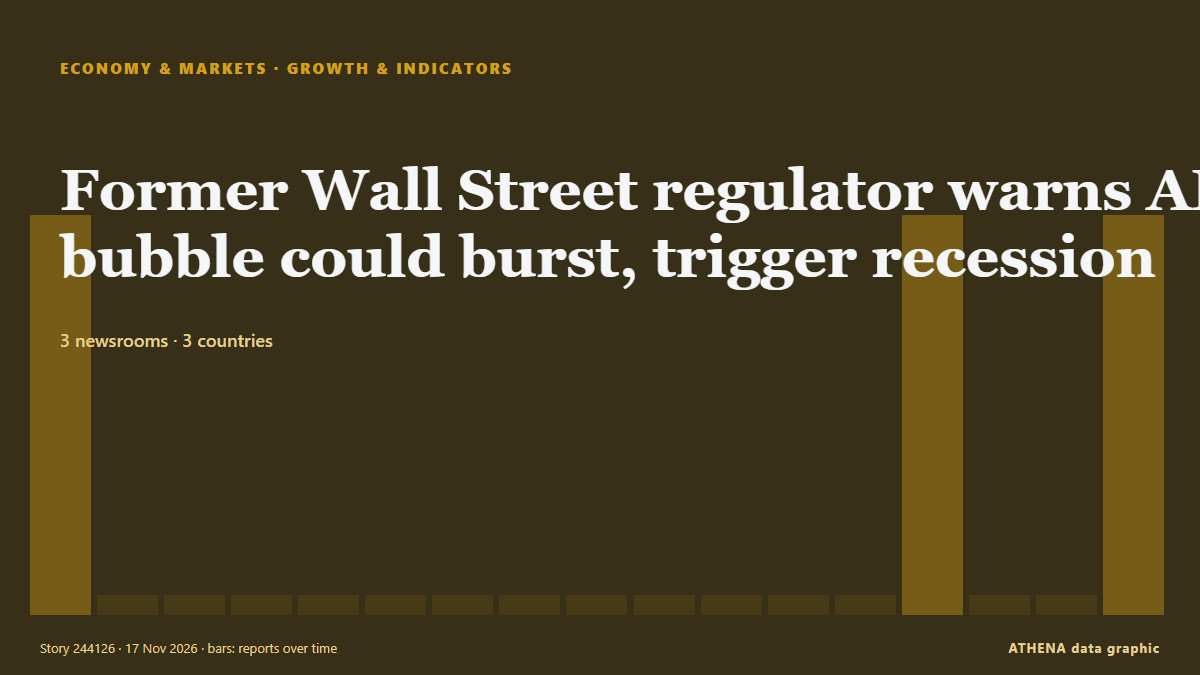 ECONOMY & MARKETS · GROWTH & INDICATORS
Former Wall Street regulator warns AI
bubble could burst, trigger recession
3 newsrooms · 3 countries
Story 244126 · 17 Nov 2026 · bars: reports over time
ATHENA data graphic